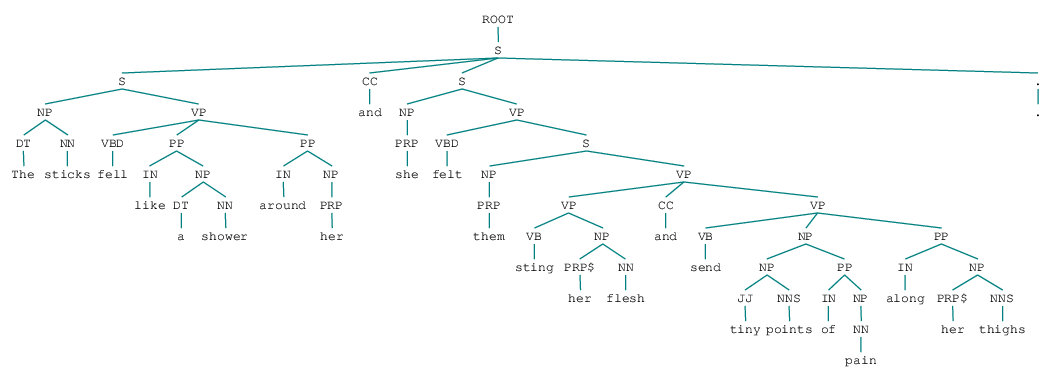 ROOT
S
S CC S .
NP VP and NP VP .
DT NN VBD PP PP PRP VBD S
The sticks fell IN NP IN NP she felt NP VP
like DT NN around PRP PRP VP CC VP
a shower her them VB NP and VB NP PP
sting PRP$ NN send NP PP IN NP
her flesh JJ NNS IN NP along PRP$ NNS
tiny points of NN her thighs
pain